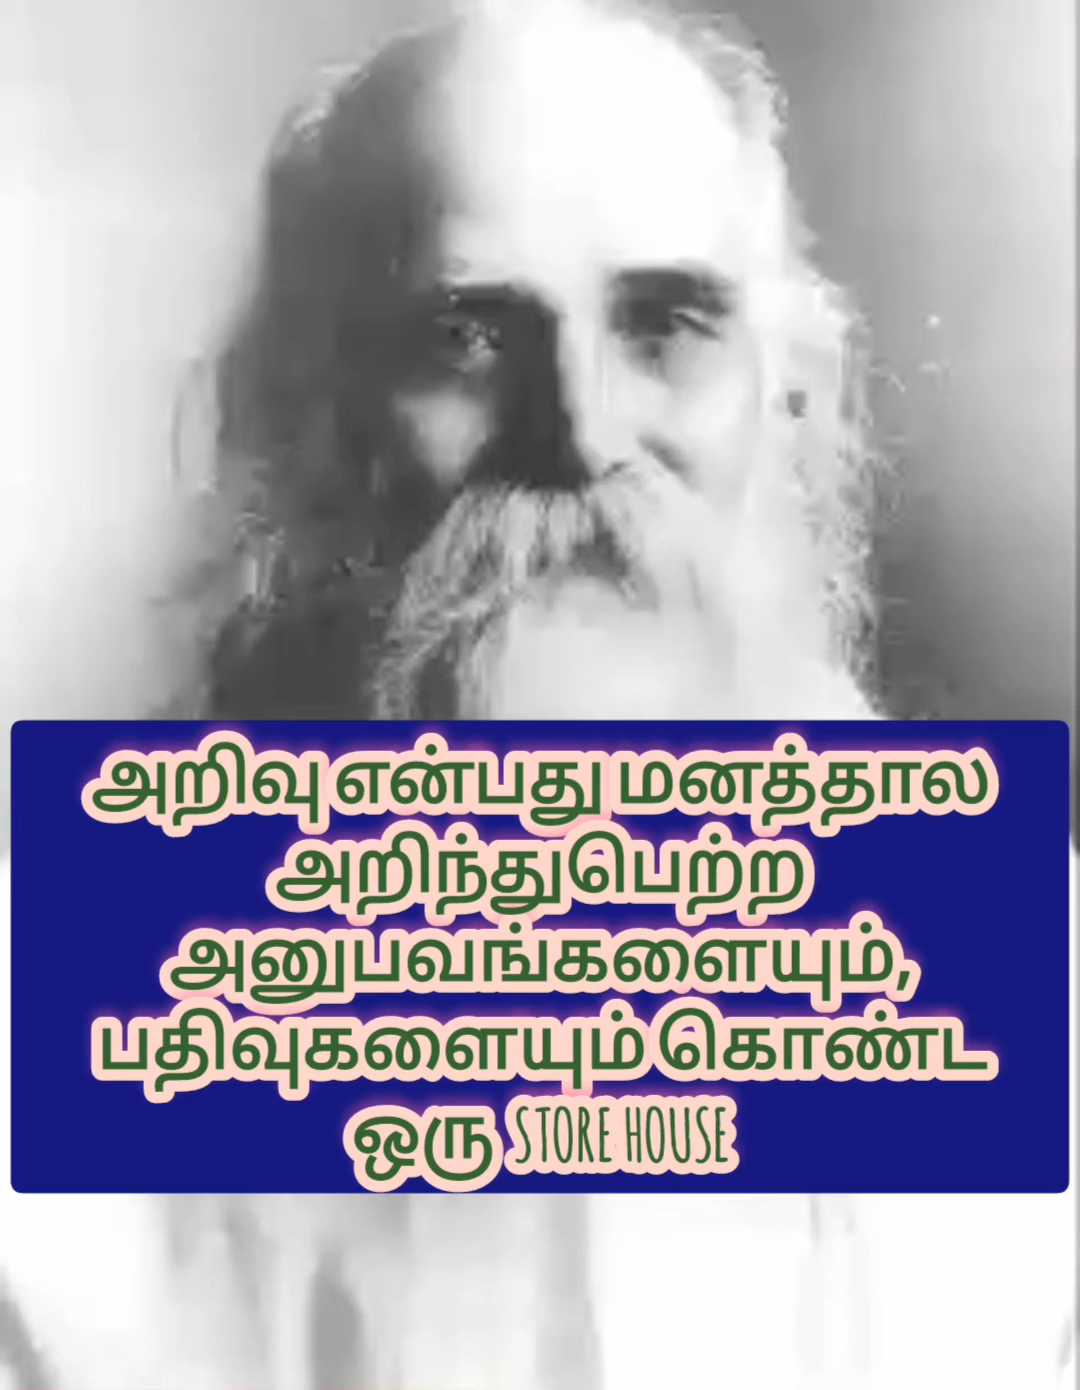 அறிவு என்பது மனத்தால
அறிந்துபெற்ற
அனுபவங்களையும்,
பதிவுகளையும் கொண்ட
ஒரு STORE HOUSE